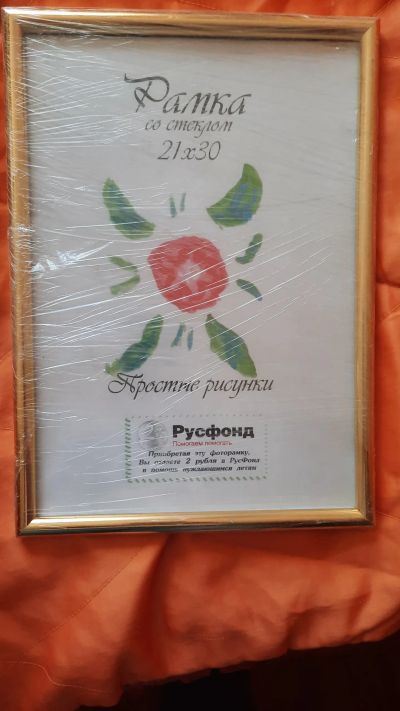 Рамка
со стеклом
21х30
Простые рисунки
Русфонд
Помогаем помогать.
Приобретая эту фоторамку,
Вы отдаете 2 рубля в РусФонд
в помощь нуждающимся детям